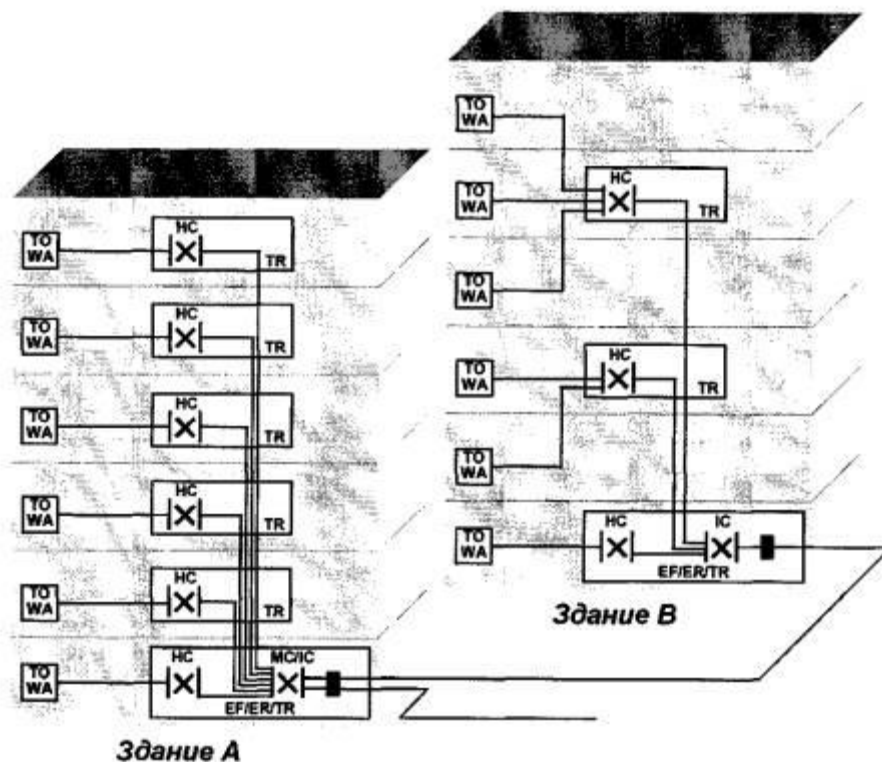 TO
WA
HC
TR
TO
WA
HC
TR
TO
WA
HC
TR
TO
WA
HC
TR
TO
WA
HC
TR
TO
WA
HC
MC/IC
EF/ER/TR
Здание A
TO
WA
HC
TO
WA
TR
TO
WA
HC
TO
WA
TR
TO
WA
HC
IC
TO
WA
EF/ER/TR
Здание B